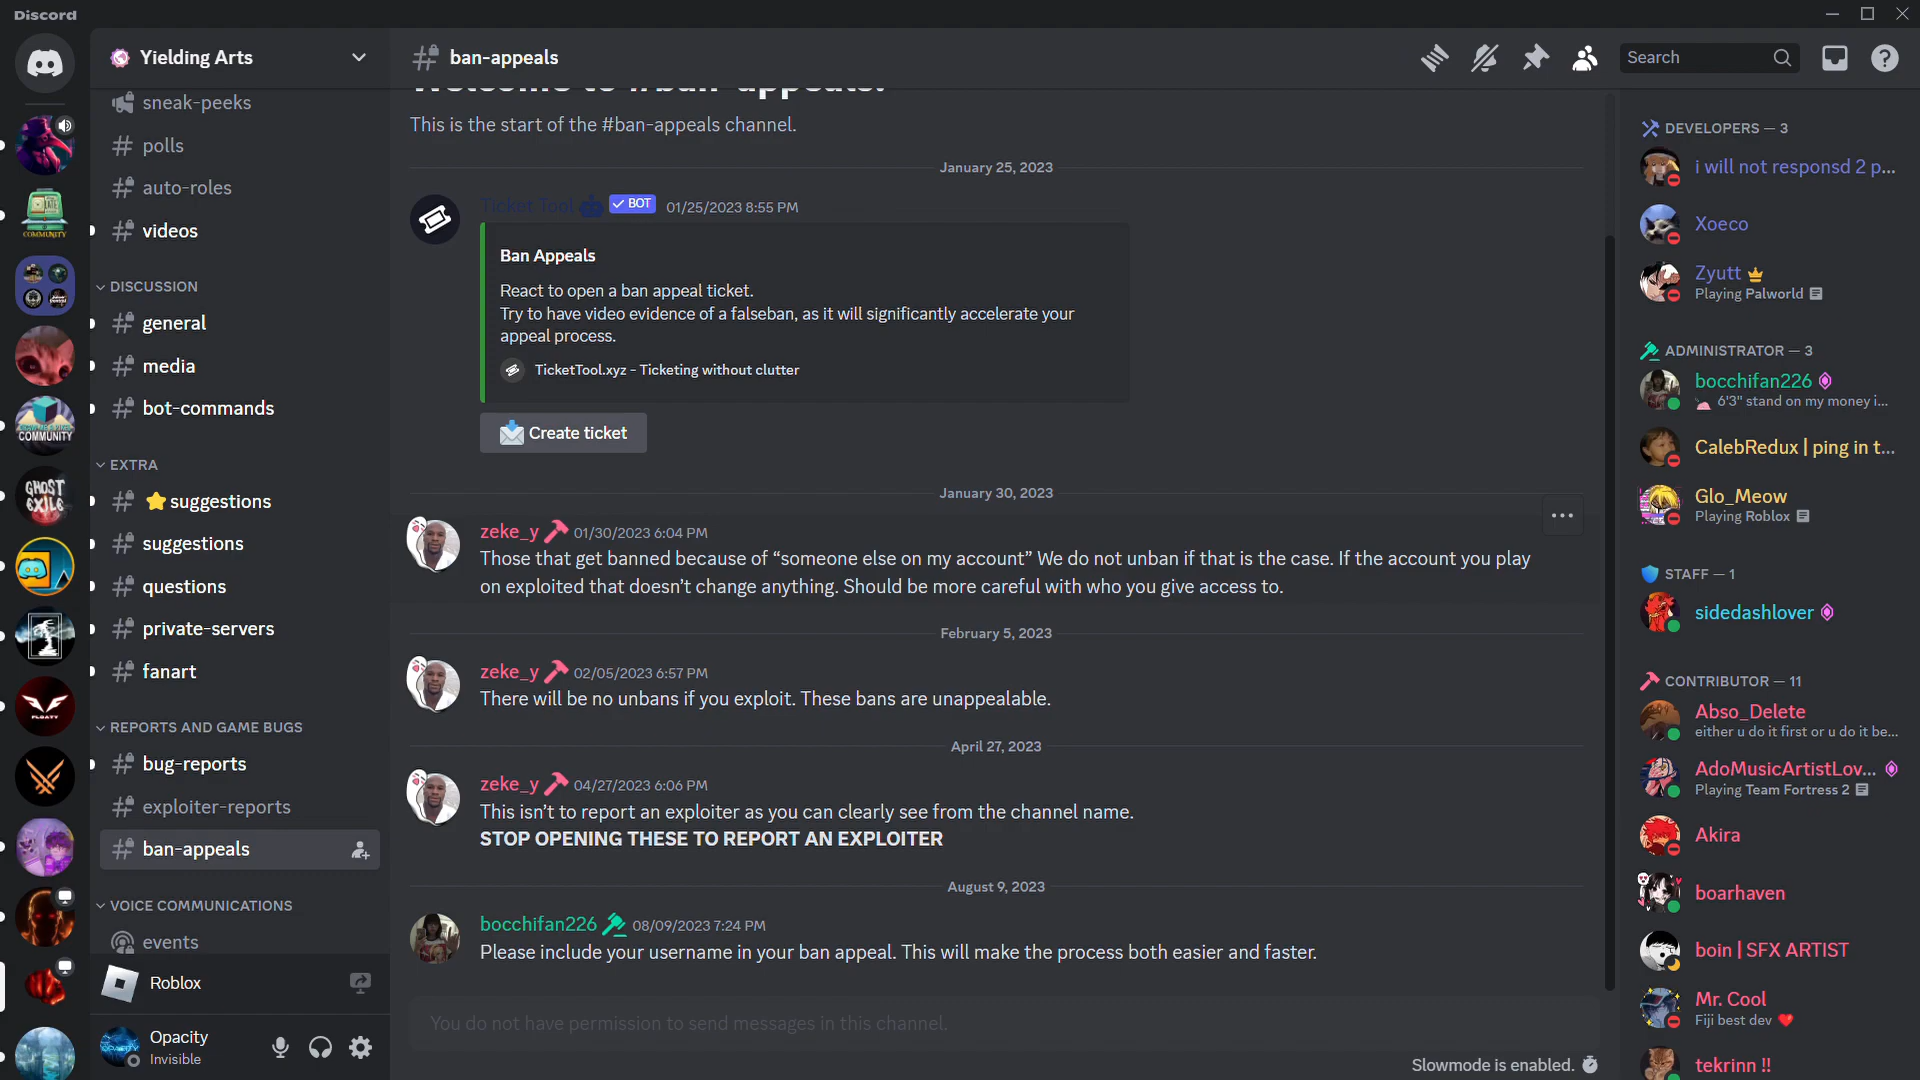 Discord
Yielding Arts
sneak-peeks
polls
auto-roles
videos
DISCUSSION
general
media
bot-commands
EXTRA
⭐suggestions
suggestions
questions
private-servers
fanart
REPORTS AND GAME BUGS
bug-reports
exploiter-reports
ban-appeals
VOICE COMMUNICATIONS
events
Roblox
Opacity
Invisible
COMMUNITY
COMMUNITY
GHOST
EXILE
ban-appeals
Search
Welcome to #ban-appeals!
This is the start of the #ban-appeals channel.
January 25, 2023
Ticket Tool BOT 01/25/2023 8:55 PM
Ban Appeals
React to open a ban appeal ticket.
Try to have video evidence of a falseban, as it will significantly accelerate your
appeal process.
TicketTool.xyz - Ticketing without clutter
Create ticket
January 30, 2023
zeke_y 01/30/2023 6:04 PM
Those that get banned because of “someone else on my account” We do not unban if that is the case. If the account you play
on exploited that doesn’t change anything. Should be more careful with who you give access to.
February 5, 2023
zeke_y 02/05/2023 6:57 PM
There will be no unbans if you exploit. These bans are unappealable.
April 27, 2023
zeke_y 04/27/2023 6:06 PM
This isn’t to report an exploiter as you can clearly see from the channel name.
STOP OPENING THESE TO REPORT AN EXPLOITER
August 9, 2023
bocchifan226 08/09/2023 7:24 PM
Please include your username in your ban appeal. This will make the process both easier and faster.
You do not have permission to send messages in this channel.
Slowmode is enabled.
DEVELOPERS — 3
i will not responsd 2 p...
Xoeco
Zyutt
Playing Palworld
ADMINISTRATOR — 3
bocchifan226
6'3" stand on my money i...
CalebRedux | ping in t...
Glo_Meow
Playing Roblox
STAFF — 1
sidedashlover
CONTRIBUTOR — 11
Abso_Delete
either u do it first or u do it be...
AdoMusicArtistLov...
Playing Team Fortress 2
Akira
boarhaven
boin | SFX ARTIST
Mr. Cool
Fiji best dev ❤️
tekrinn !!